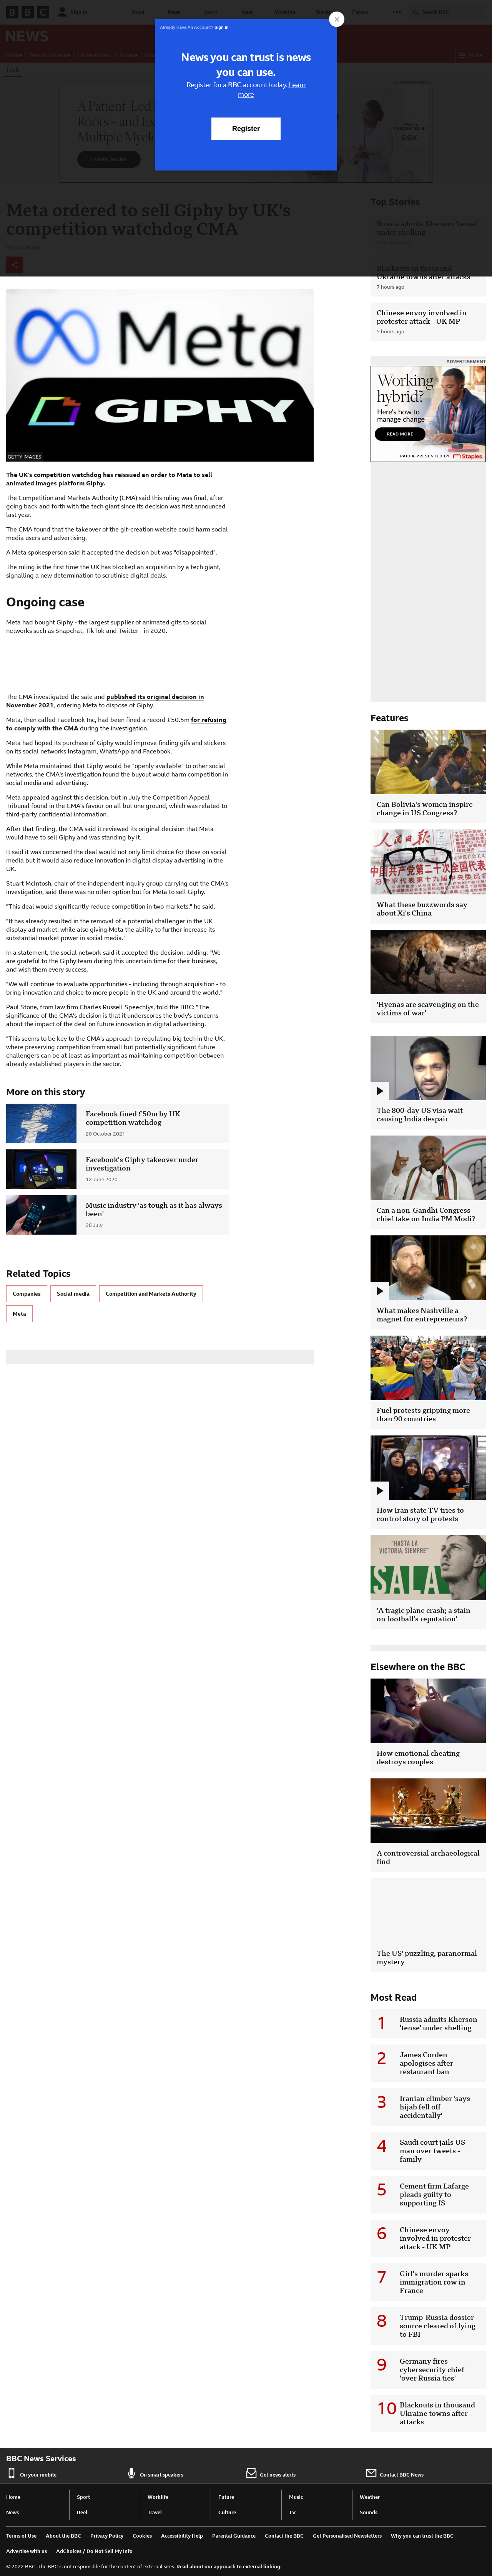 BBC
Sign in
Home
News
Sport
Reel
Worklife
Travel
Culture
Search BBC
NEWS
More
Tech
Already Have An Account? Sign In
News you can trust is news
you can use.
Register for a BBC account today. Learn
more
Register
ADVERTISEMENT
LEARN MORE
Meta ordered to sell Giphy by UK's
competition watchdog CMA
Top Stories
Russia admits Kherson 'tense'
under shelling
Blackouts in thousand
Ukraine towns after attacks
7 hours ago
Chinese envoy involved in
protester attack - UK MP
5 hours ago
Meta
GIPHY
GETTY IMAGES
ADVERTISEMENT
Working
hybrid?
Here's how to
manage change
READ MORE
PAID & PRESENTED BY Staples
The UK's competition watchdog has reissued an order to Meta to sell
animated images platform Giphy.
The Competition and Markets Authority (CMA) said this ruling was final, after
going back and forth with the tech giant since its decision was first announced
last year.
The CMA found that the takeover of the gif-creation website could harm social
media users and advertising.
A Meta spokesperson said it accepted the decision but was "disappointed".
The ruling is the first time the UK has blocked an acquisition by a tech giant,
signaling a new determination to scrutinise digital deals.
Ongoing case
Meta had bought Giphy - the largest supplier of animated gifs to social
networks such as Snapchat, TikTok and Twitter - in 2020.
The CMA investigated the sale and published its original decision in
November 2021, ordering Meta to dispose of Giphy.
Meta, then called Facebook Inc, had been fined a record £50.5m for refusing
to comply with the CMA during the investigation.
Meta had hoped its purchase of Giphy would improve finding gifs and stickers
on its social networks Instagram, WhatsApp and Facebook.
While Meta maintained that Giphy would be "openly available" to other social
networks, the CMA's investigation found the buyout would harm competition in
social media and advertising.
Meta appealed against this decision, but in July the Competition Appeal
Tribunal found in the CMA's favour on all but one ground, which was related to
third-party confidential information.
After that finding, the CMA said it reviewed its original decision that Meta
would have to sell Giphy and was standing by it.
It said it was concerned the deal would not only limit choice for those on social
media but it would also reduce innovation in display digital advertising in the
UK.
Stuart McIntosh, chair of the independent inquiry group carrying out the CMA's
investigation, said there was no other option but for Meta to sell Giphy.
"This deal would significantly reduce competition in two markets," he said.
"It has already resulted in the removal of a potential challenger in the UK
display ad market, while also giving Meta the ability to further increase its
substantial market power in social media."
In a statement, the social network said it accepted the decision, adding: "We
are grateful to the Giphy team during this uncertain time for their business,
and wish them every success.
"We will continue to evaluate opportunities - including through acquisition - to
bring innovation and choice to more people in the UK and around the world."
Paul Stone, from law firm Charles Russell Speechlys, told the BBC: "The
significance of the CMA's decision is that it underscores the body's concerns
about the impact of the deal on future innovation in digital advertising.
"This seems to be key to the CMA's approach to regulating big tech in the UK,
where preserving competition from small but potentially significant future
challengers can be at least as important as maintaining competition between
already established players in the sector."
More on this story
Facebook fined £50m by UK
competition watchdog
20 October 2021
Facebook's Giphy takeover under
investigation
12 June 2020
Music industry 'as tough as it has always
been'
26 July
Related Topics
Companies
Social media
Competition and Markets Authority
Meta
Features
Can Bolivia's women inspire
change in US Congress?
What these buzzwords say
about Xi's China
'Hyenas are scavenging on the
victims of war'
The 800-day US visa wait
causing India despair
Can a non-Gandhi Congress
chief take on India PM Modi?
What makes Nashville a
magnet for entrepreneurs?
Fuel protests gripping more
than 90 countries
How Iran state TV tries to
control story of protests
"HASTA LA
VICTORIA, SIEMPRE"
SALA
'A tragic plane crash; a stain
on football's reputation'
Elsewhere on the BBC
How emotional cheating
destroys couples
A controversial archaeological
find
The US' puzzling, paranormal
mystery
Most Read
1 Russia admits Kherson
'tense' under shelling
2 James Corden
apologises after
restaurant ban
3 Iranian climber 'says
hijab fell off
accidentally'
4 Saudi court jails US
man over tweets -
family
5 Cement firm Lafarge
pleads guilty to
supporting IS
6 Chinese envoy
involved in protester
attack - UK MP
7 Girl's murder sparks
immigration row in
France
8 Trump-Russia dossier
source cleared of lying
to FBI
9 Germany fires
cybersecurity chief
'over Russia ties'
10 Blackouts in thousand
Ukraine towns after
attacks
BBC News Services
On your mobile
On smart speakers
Get news alerts
Contact BBC News
Home
Sport
Worklife
Future
Music
Weather
News
Reel
Travel
Culture
TV
Sounds
Terms of Use
About the BBC
Privacy Policy
Cookies
Accessibility Help
Parental Guidance
Contact the BBC
Get Personalised Newsletters
Why you can trust the BBC
Advertise with us
AdChoices / Do Not Sell My Info
© 2022 BBC. The BBC is not responsible for the content of external sites. Read about our approach to external linking.